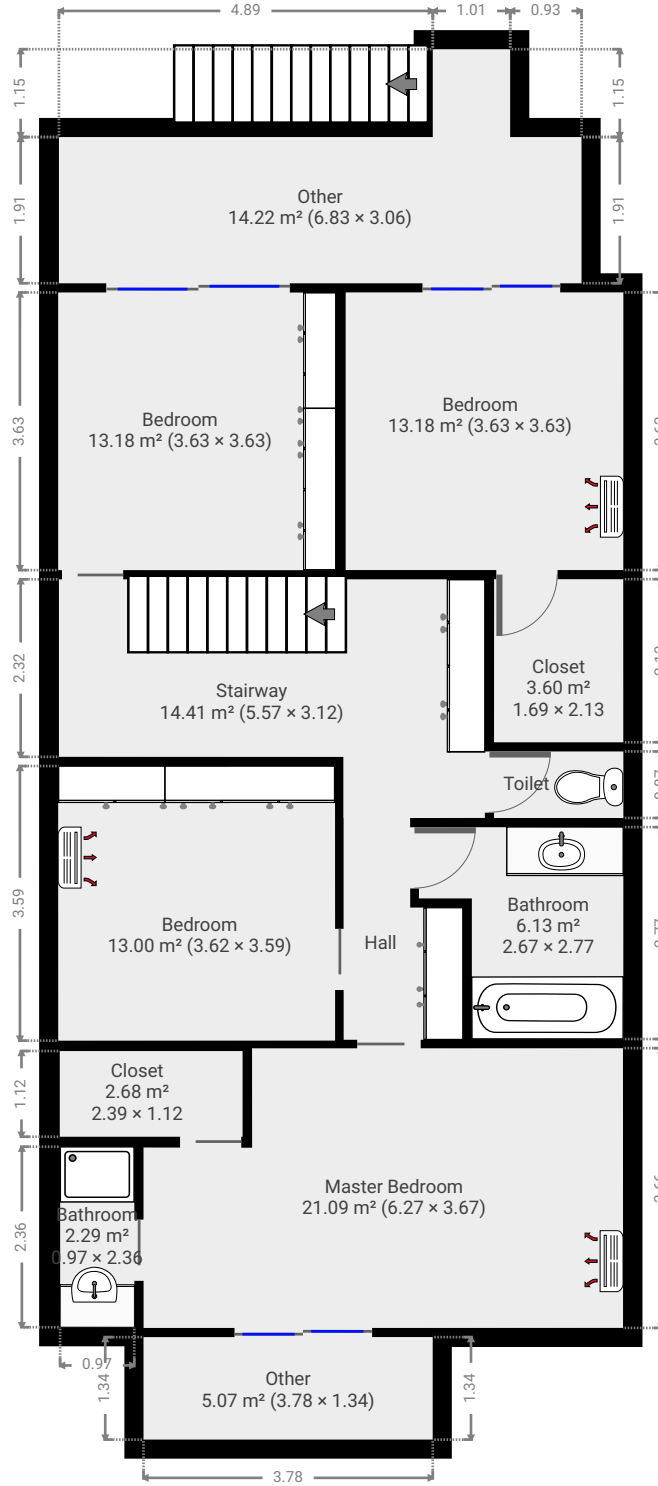 4.89
1.01
0.93
1.15
1.15
1.91
1.91
Other
14.22 m² (6.83 × 3.06)
3.63
Bedroom
13.18 m² (3.63 × 3.63)
Bedroom
13.18 m² (3.63 × 3.63)
2.32
Stairway
14.41 m² (5.57 × 3.12)
Closet
3.60 m²
1.69 × 2.13
Toilet
3.59
Bedroom
13.00 m² (3.62 × 3.59)
Hall
Bathroom
6.13 m²
2.67 × 2.77
1.12
Closet
2.68 m²
2.39 × 1.12
2.36
Bathroom
2.29 m²
0.97 × 2.36
Master Bedroom
21.09 m² (6.27 × 3.67)
0.97
1.34
Other
5.07 m² (3.78 × 1.34)
1.34
3.78